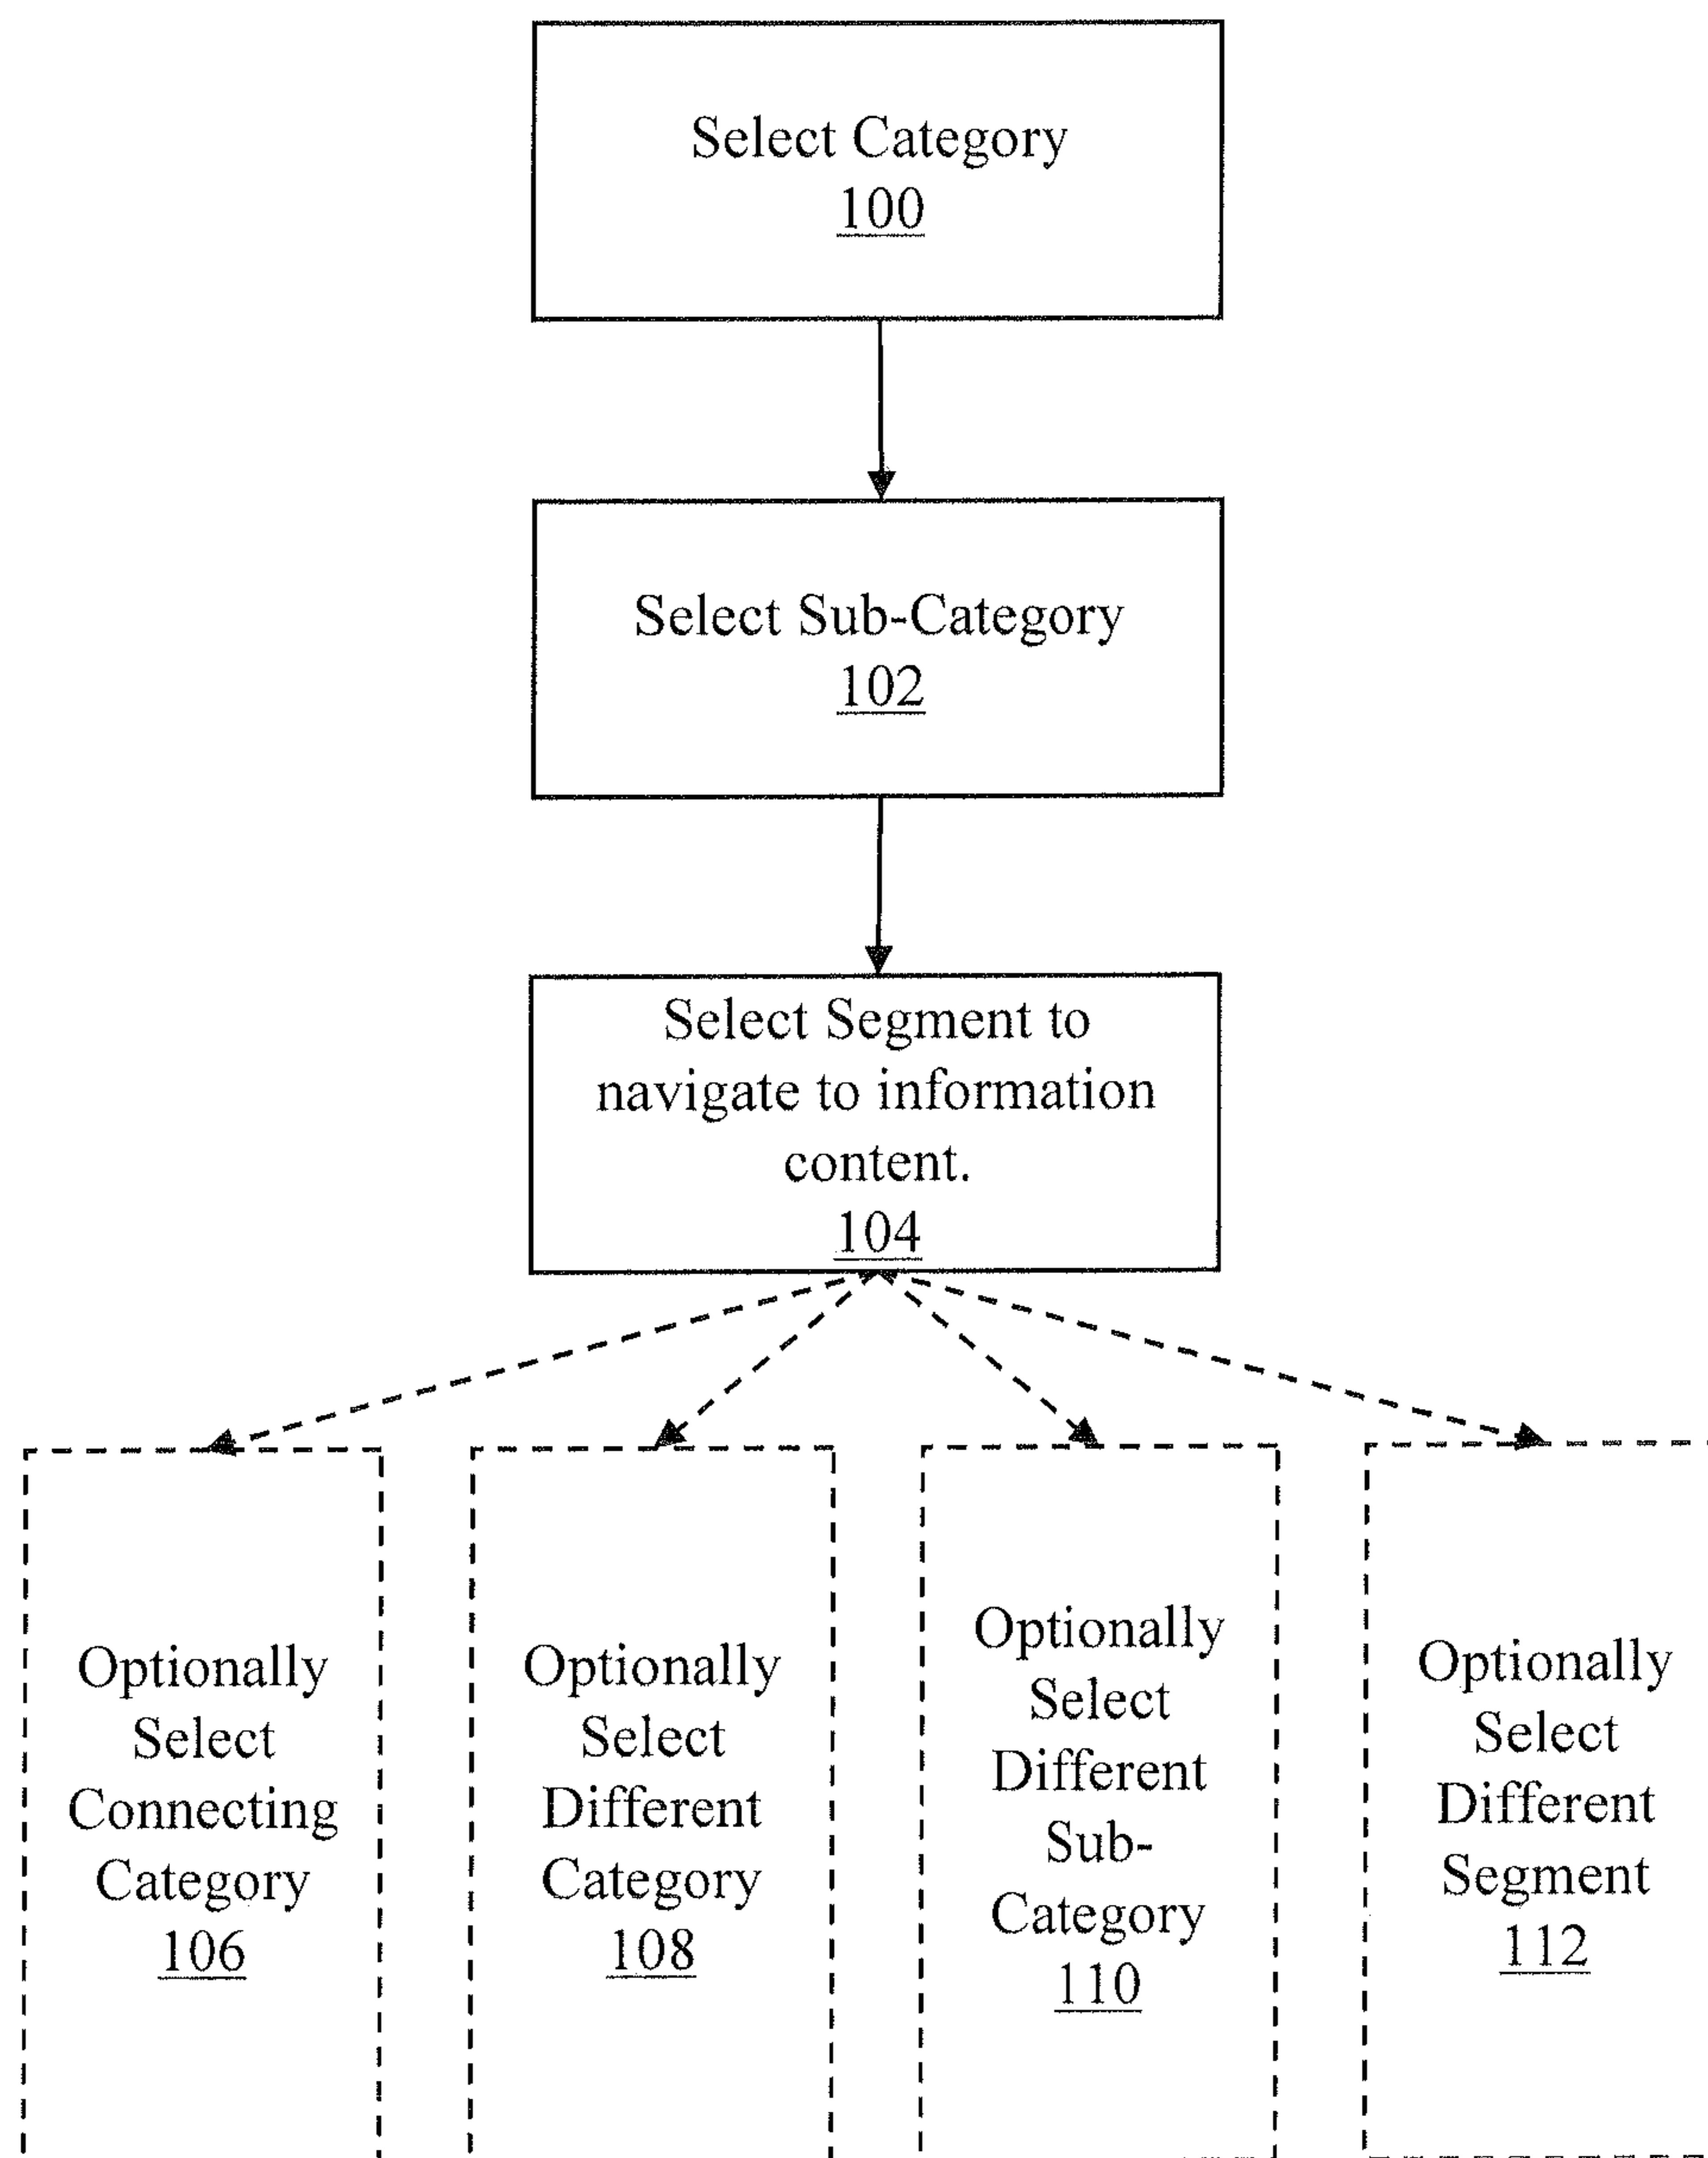 Select Category
100
Select Sub-Category
102
Select Segment to
navigate to information
content.
104
Optionally
Select
Connecting
Category
106
Optionally
Select
Different
Category
108
Optionally
Select
Different
Sub-
Category
110
Optionally
Select
Different
Segment
112